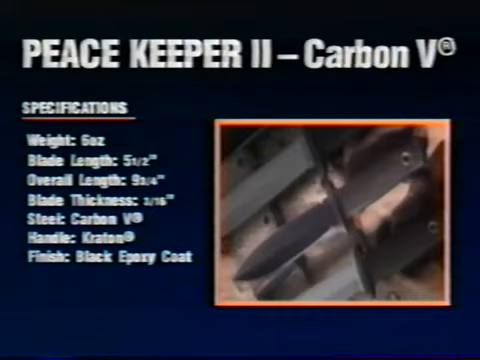 PEACE KEEPER II – Carbon V®
SPECIFICATIONS
Weight: 6oz
Blade Length: 5 1/2"
Overall Length: 9 3/4"
Blade Thickness: 3/16"
Steel: Carbon V®
Handle: Kraton®
Finish: Black Epoxy Coat